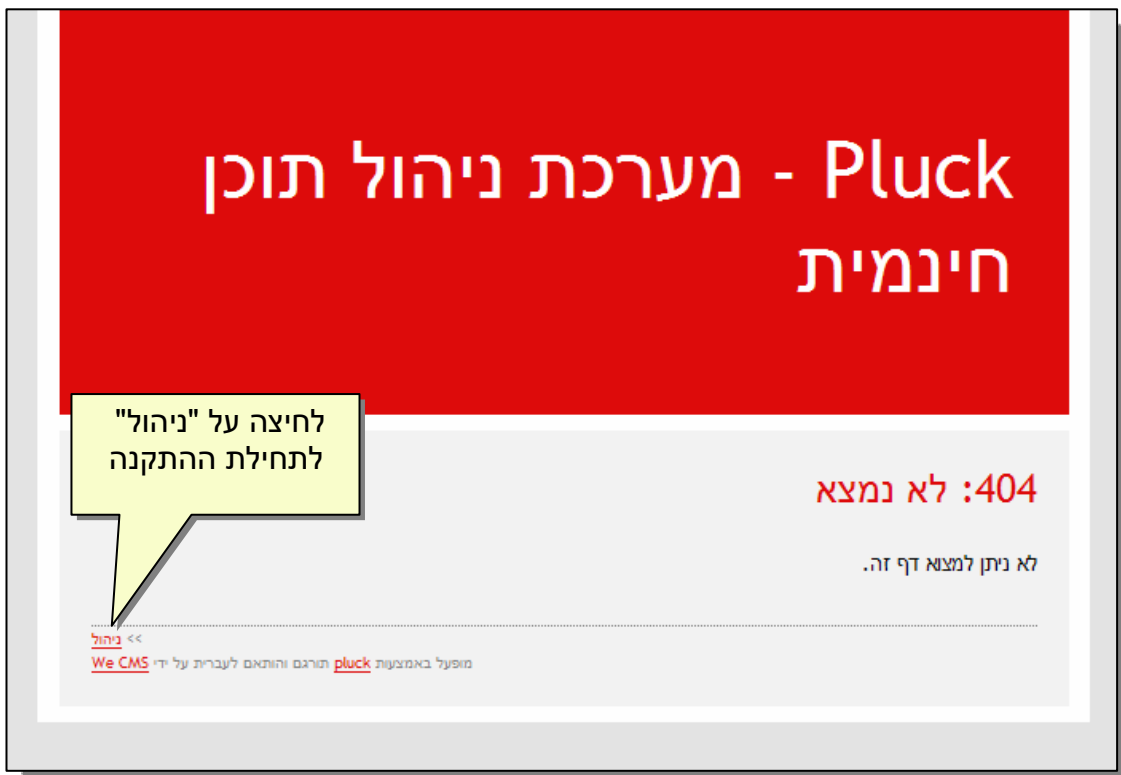 Pluck - מערכת ניהול תוכן
חינמית
לחיצה על "ניהול"
לתחילת ההתקנה
404: לא נמצא
לא ניתן למצוא דף זה.
>> ניהול
מופעל באמצעות pluck תורגם והותאם לעברית על ידי We CMS